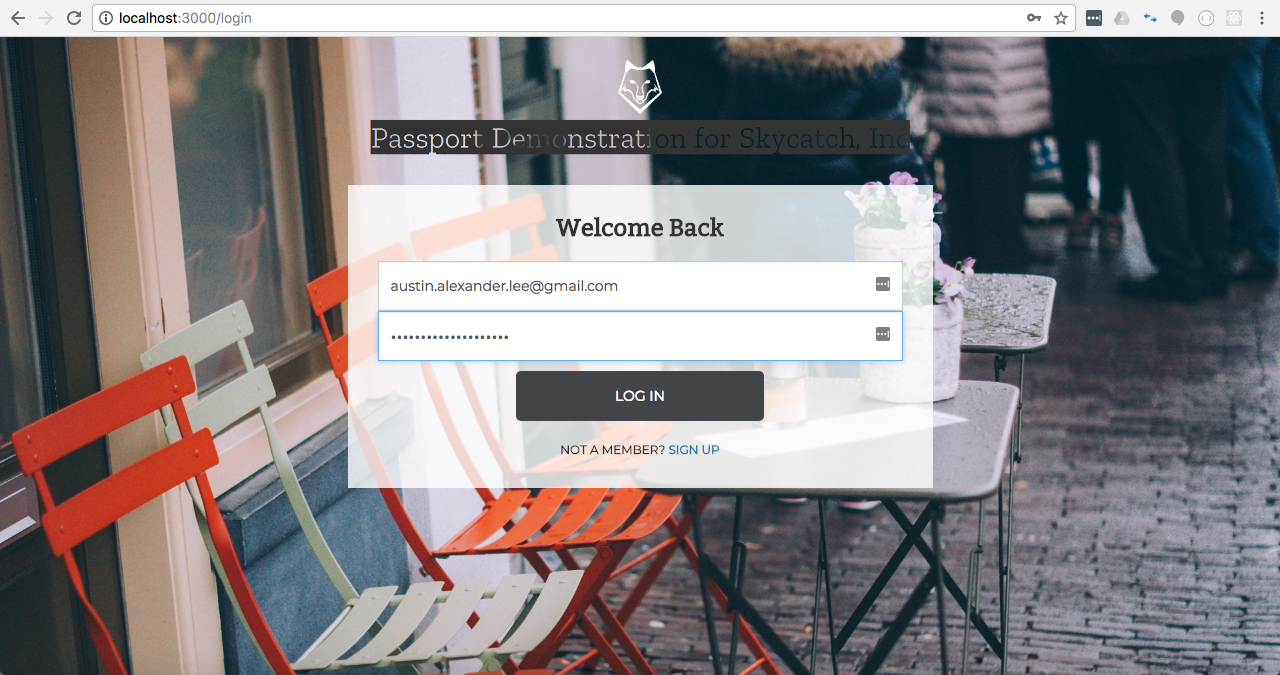 localhost:3000/login
Passport Demonstration for Skycatch, Inc
Welcome Back
austin.alexander.lee@gmail.com
••••••••••••••••••••
LOG IN
NOT A MEMBER? SIGN UP